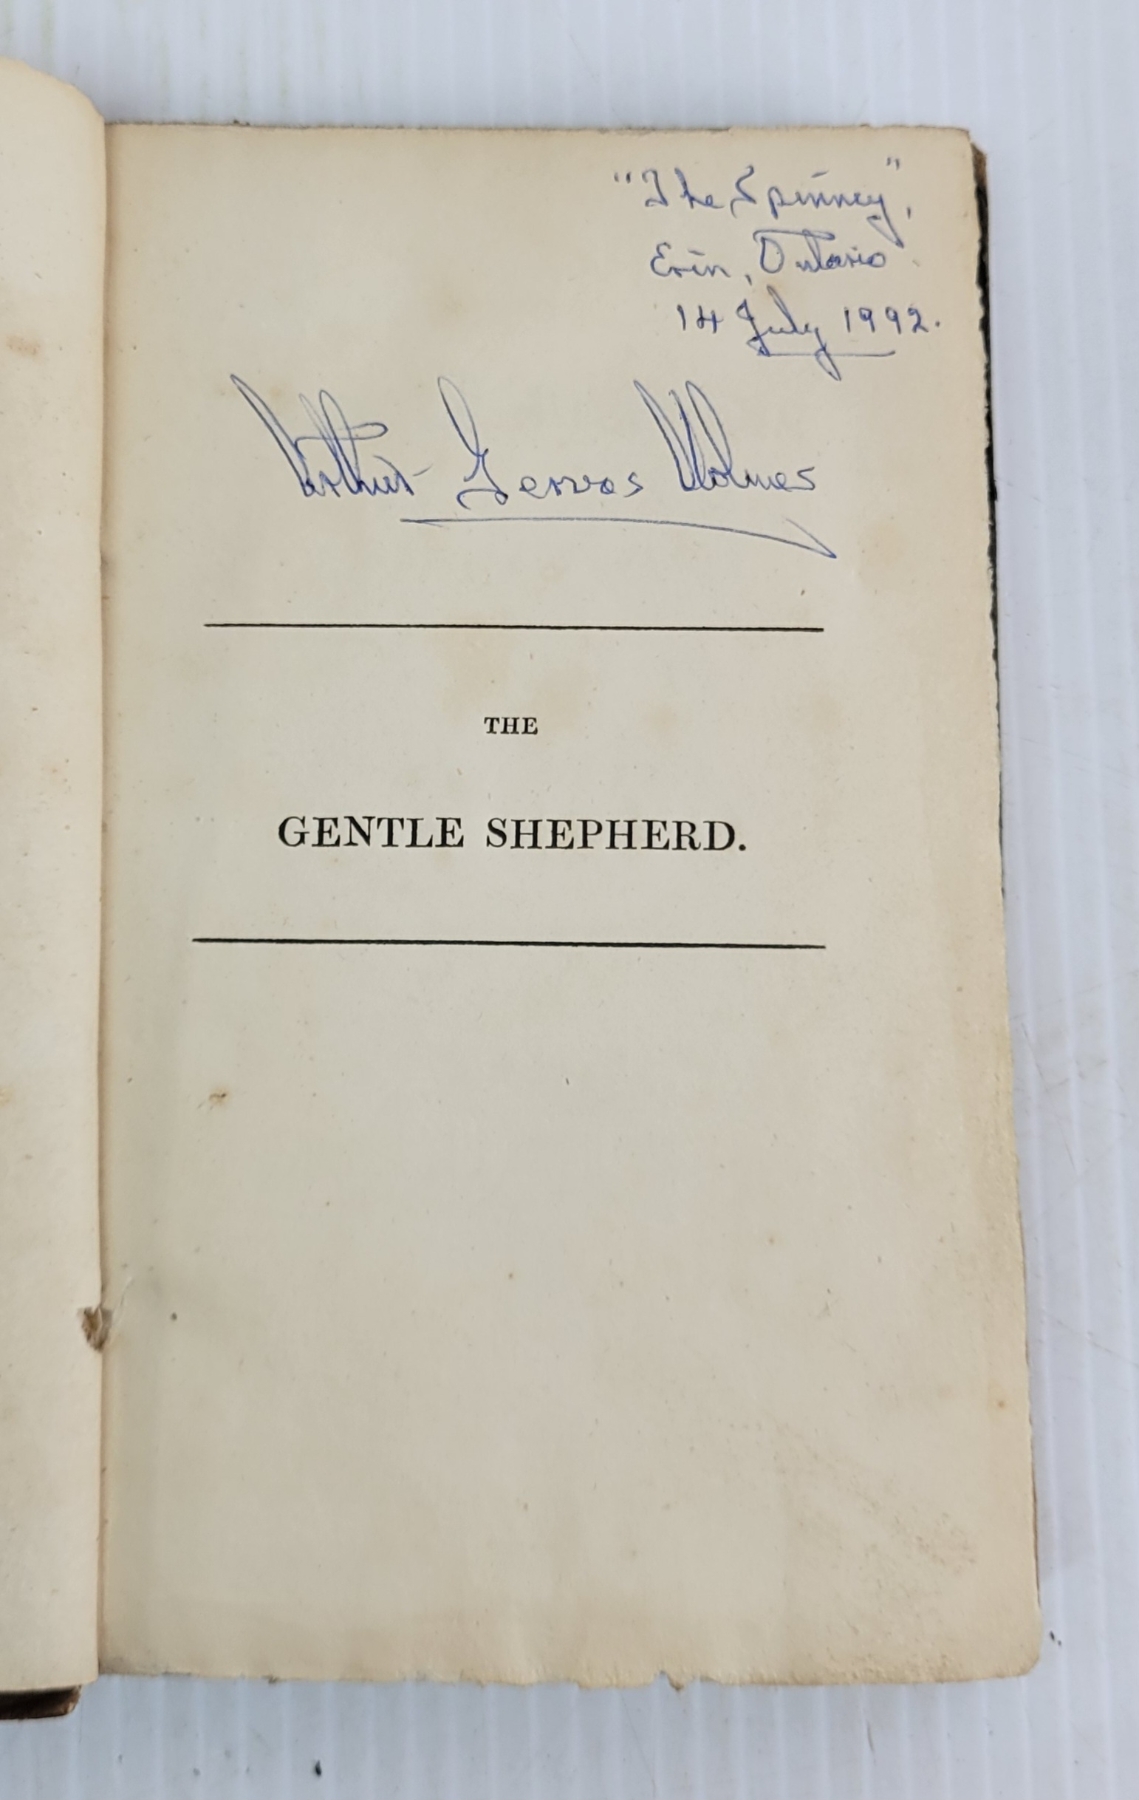 "The Spinney",
Erin, Ontario.
14 July 1992.
Arthur Gervas Holmes
THE
GENTLE SHEPHERD.